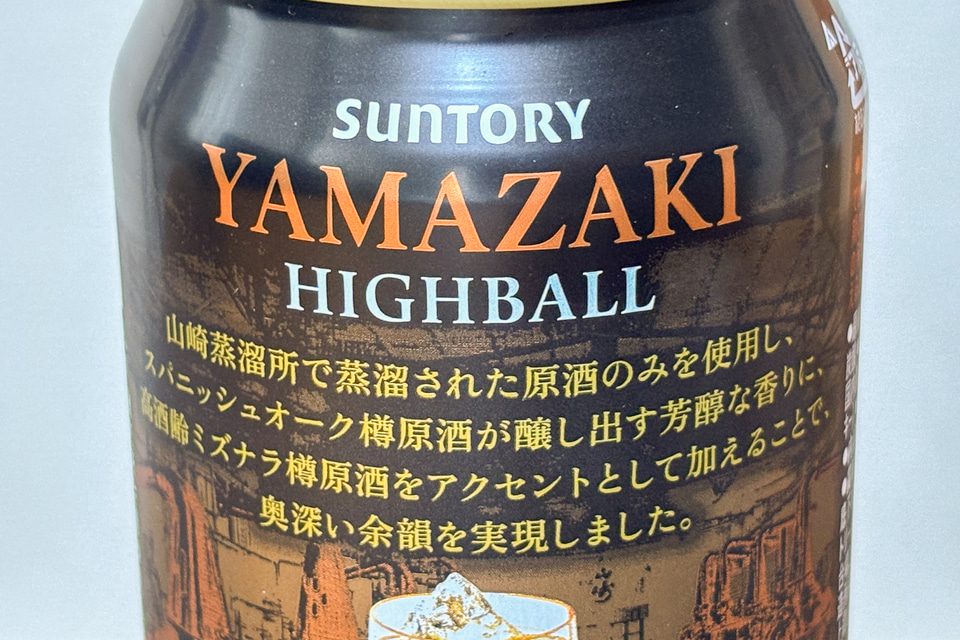 SUNTORY
YAMAZAKI
HIGHBALL
山崎蒸溜所で蒸溜された原酒のみを使用し、
スパニッシュオーク樽原酒が醸し出す芳醇な香りに、
高酒齢ミズナラ樽原酒をアクセントとして加えることで、
奥深い余韻を実現しました。